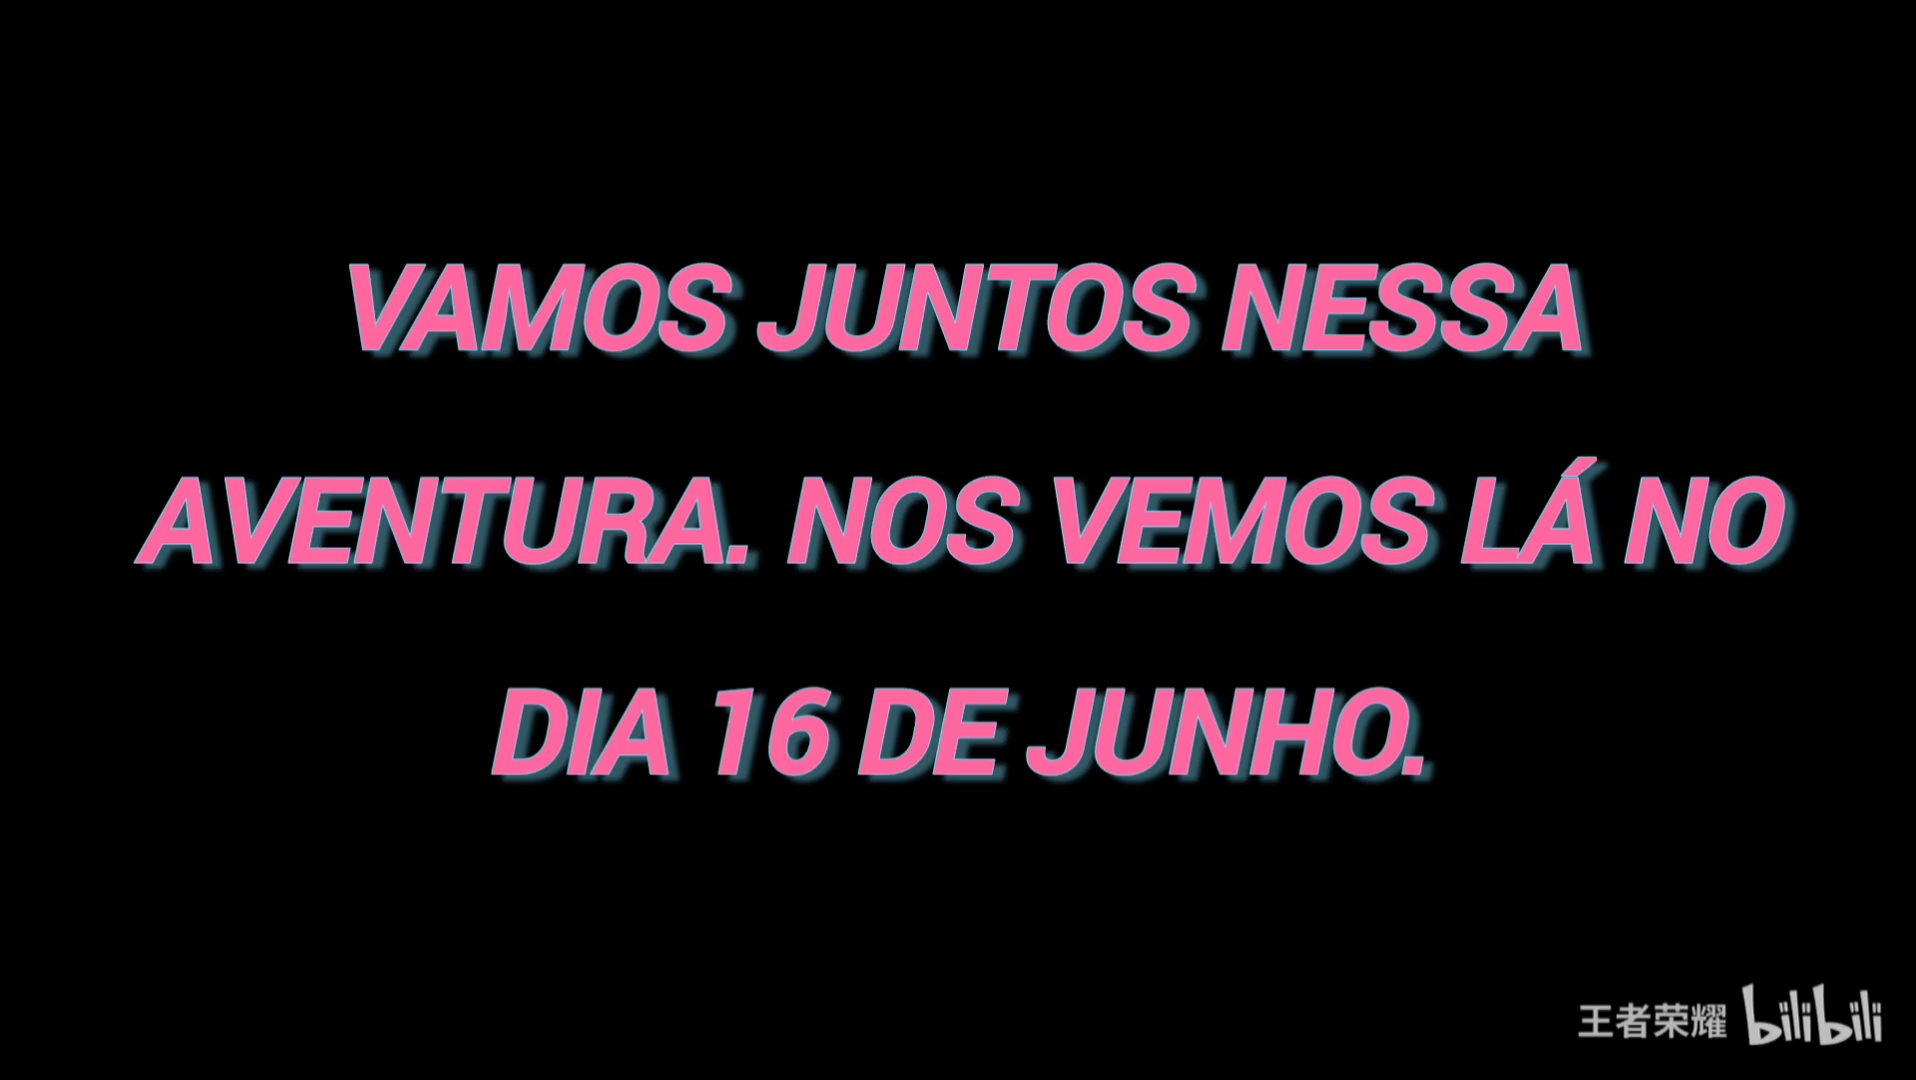 VAMOS JUNTOS NESSA
AVENTURA. NOS VEMOS LÁ NO
DIA 16 DE JUNHO.
王者荣耀 bilibili